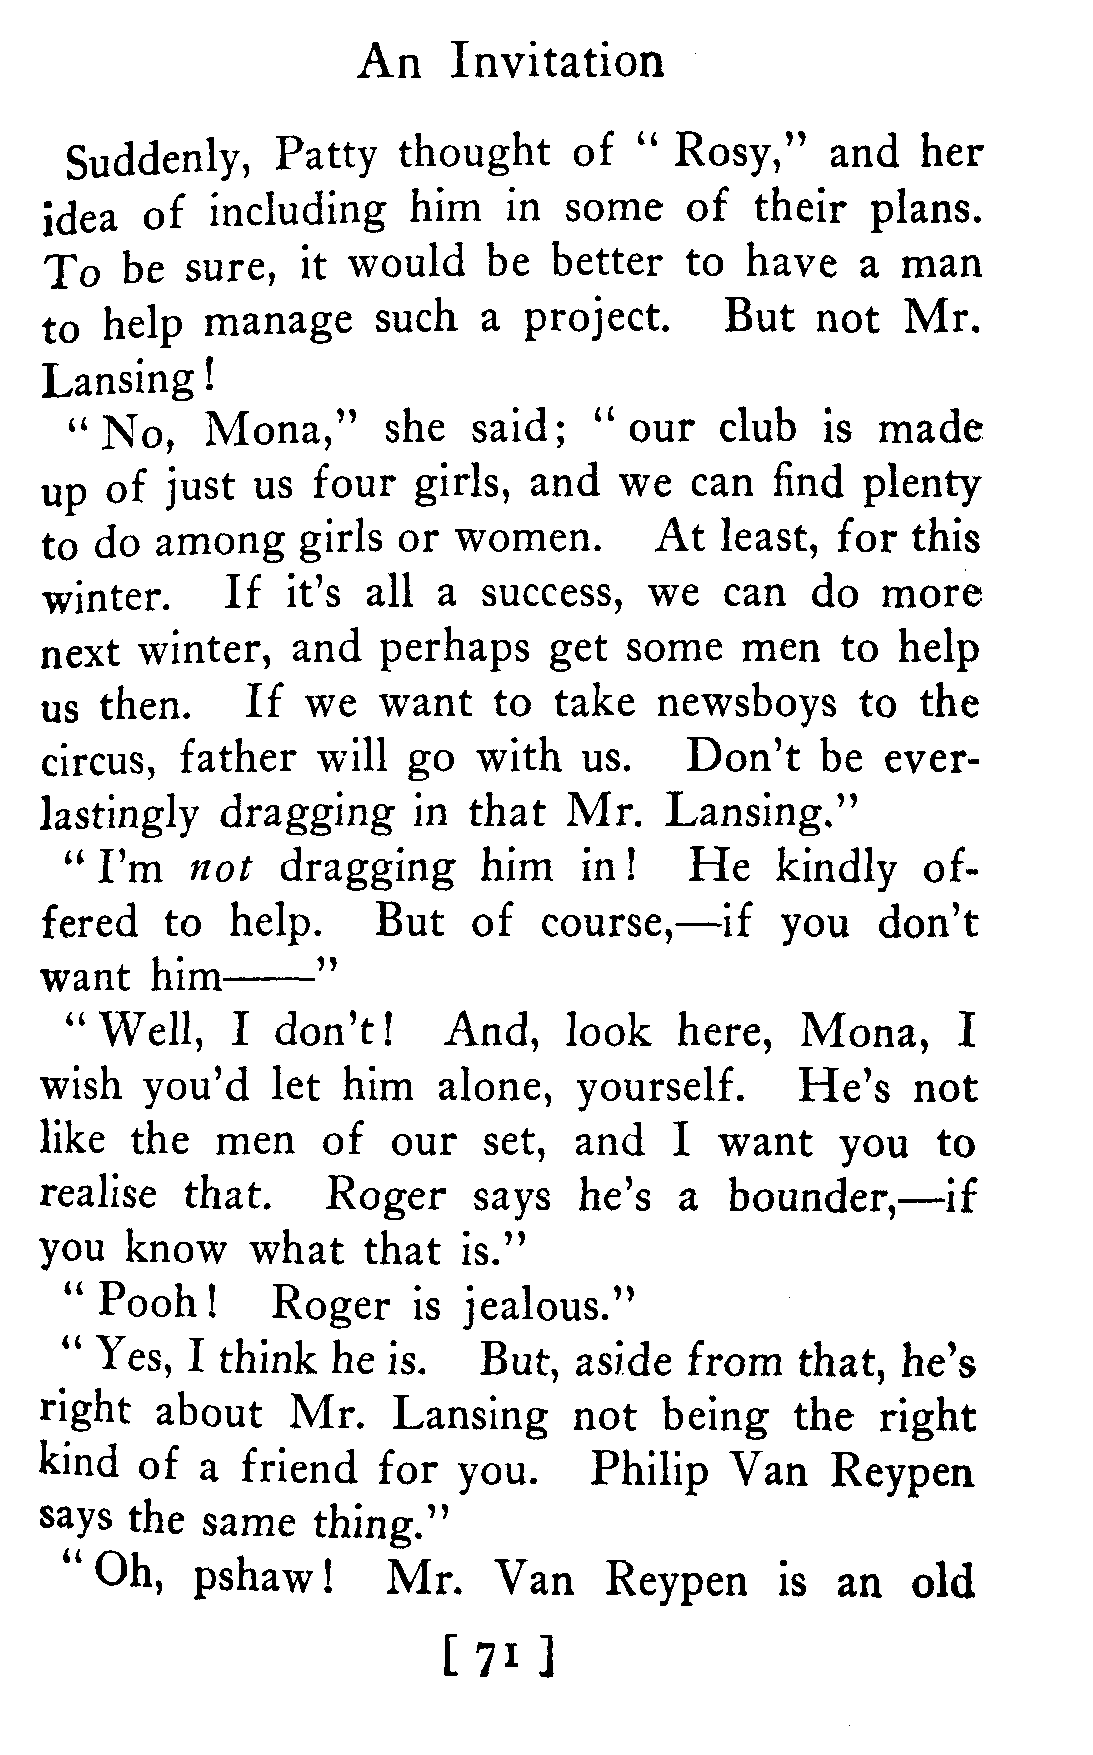 An Invitation
Suddenly, Patty thought of “ Rosy,” and her
idea of including him in some of their plans.
To be sure, it would be better to have a man
to help manage such a project. But not Mr.
Lansing!
“ No, Mona,” she said; “ our club is made
up of just us four girls, and we can find plenty
to do among girls or women. At least, for this
winter. If it's all a success, we can do more
next winter, and perhaps get some men to help
us then. If we want to take newsboys to the
circus, father will go with us. Don't be ever-
lastingly dragging in that Mr. Lansing.”
“ I'm not dragging him in! He kindly of-
fered to help. But of course,—if you don't
want him——”
“ Well, I don't! And, look here, Mona, I
wish you'd let him alone, yourself. He's not
like the men of our set, and I want you to
realise that. Roger says he's a bounder,—if
you know what that is.”
“ Pooh! Roger is jealous.”
“ Yes, I think he is. But, aside from that, he's
right about Mr. Lansing not being the right
kind of a friend for you. Philip Van Reypen
says the same thing.”
“ Oh, pshaw! Mr. Van Reypen is an old
[ 71 ]